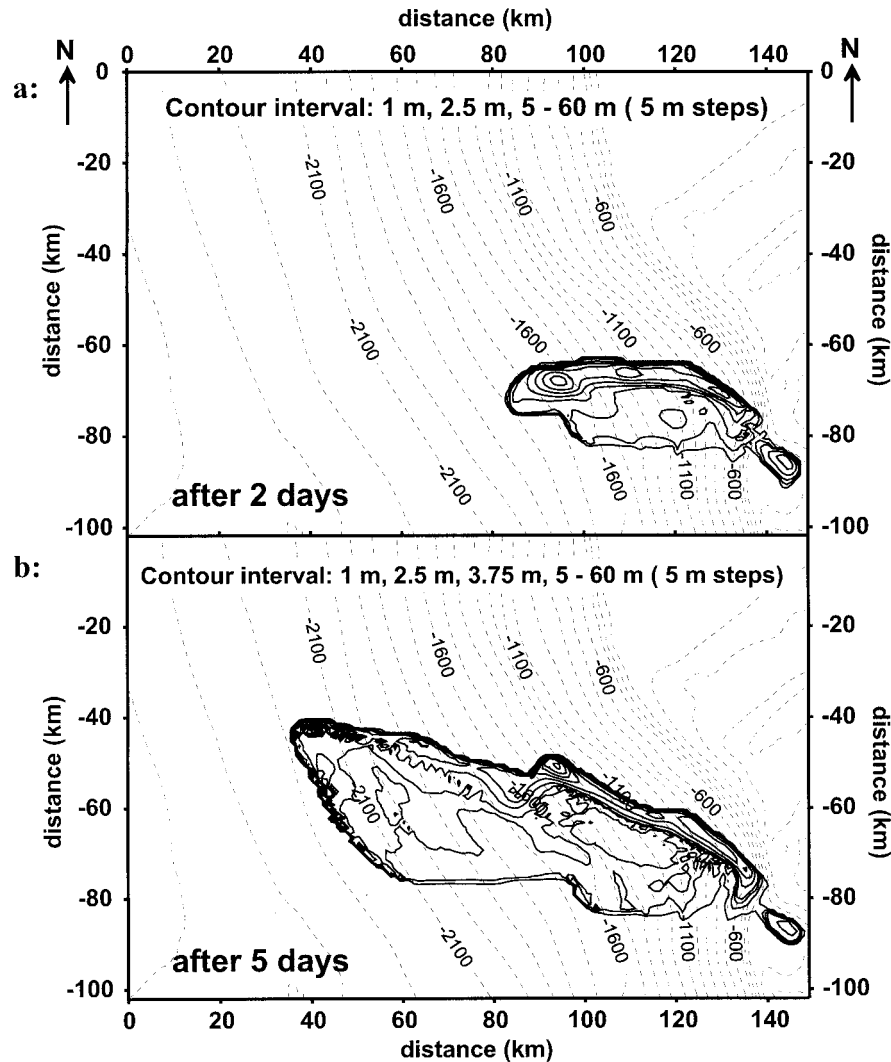 distance (km)
N 0 20 40 60 80 100 120 140 N
a: 0 0
Contour interval: 1 m, 2.5 m, 5 - 60 m ( 5 m steps)
-20 -20
-2100 -1600 -1100 -600
-40 -40
distance (km) distance (km)
-60 -60
-2100 -1600 -1100 -600
-80 -80
-2100 -1600 -1100 -600
after 2 days
-100 -100
b:
Contour interval: 1 m, 2.5 m, 3.75 m, 5 - 60 m ( 5 m steps)
-20 -20
-2100 -1600 -1100 -600
-40 -40
distance (km) distance (km)
-60 -60
-2100 -600
-80 -80
-2100 -1600 1100 -600
after 5 days
-100 -100
0 20 40 60 80 100 120 140
distance (km)